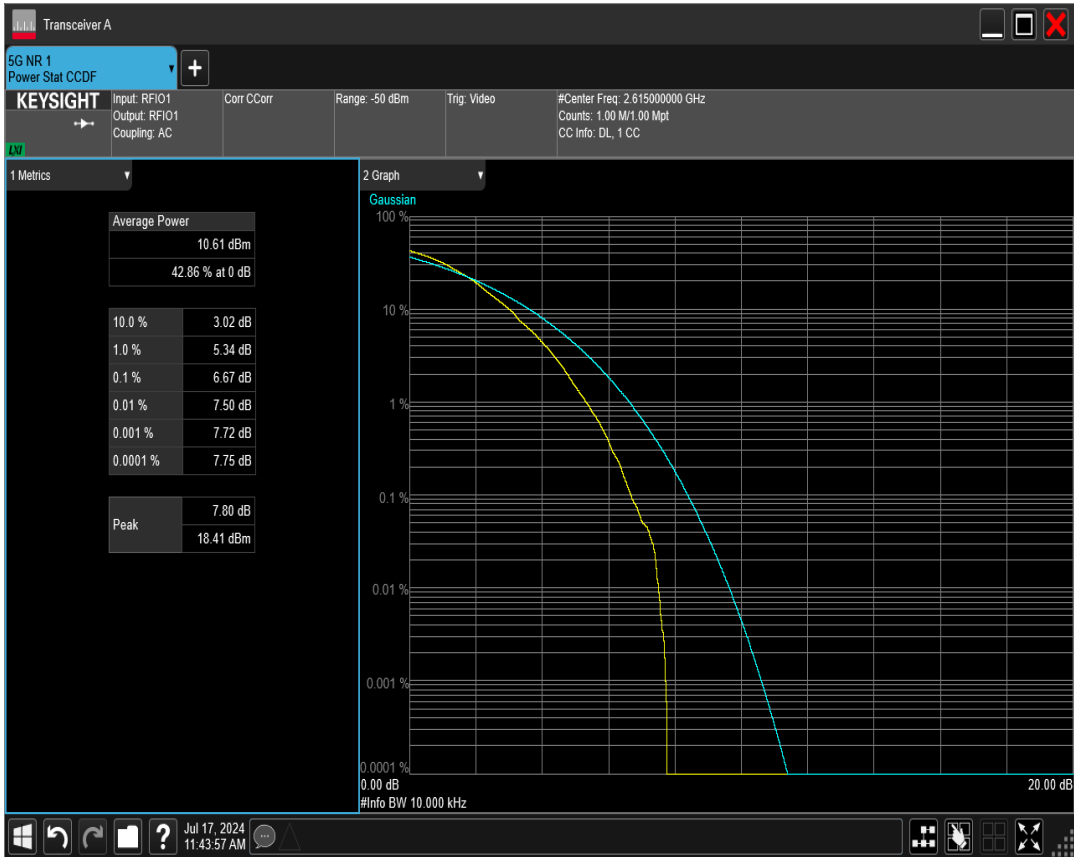 Transceiver A
5G NR 1
Power Stat CCDF
+
KEYSIGHT
LXI
Input: RFIO1
Output: RFIO1
Coupling: AC
Corr CCorr
Range: -50 dBm
Trig: Video
#Center Freq: 2.615000000 GHz
Counts: 1.00 M/1.00 Mpt
CC Info: DL, 1 CC
1 Metrics
Average Power
10.61 dBm
42.86 % at 0 dB
10.0 % 3.02 dB
1.0 % 5.34 dB
0.1 % 6.67 dB
0.01 % 7.50 dB
0.001 % 7.72 dB
0.0001 % 7.75 dB
Peak
7.80 dB
18.41 dBm
2 Graph
Gaussian
100 %
10 %
1 %
0.1 %
0.01 %
0.001 %
0.0001 %
0.00 dB 20.00 dB
#Info BW 10.000 kHz
?
Jul 17, 2024
11:43:57 AM